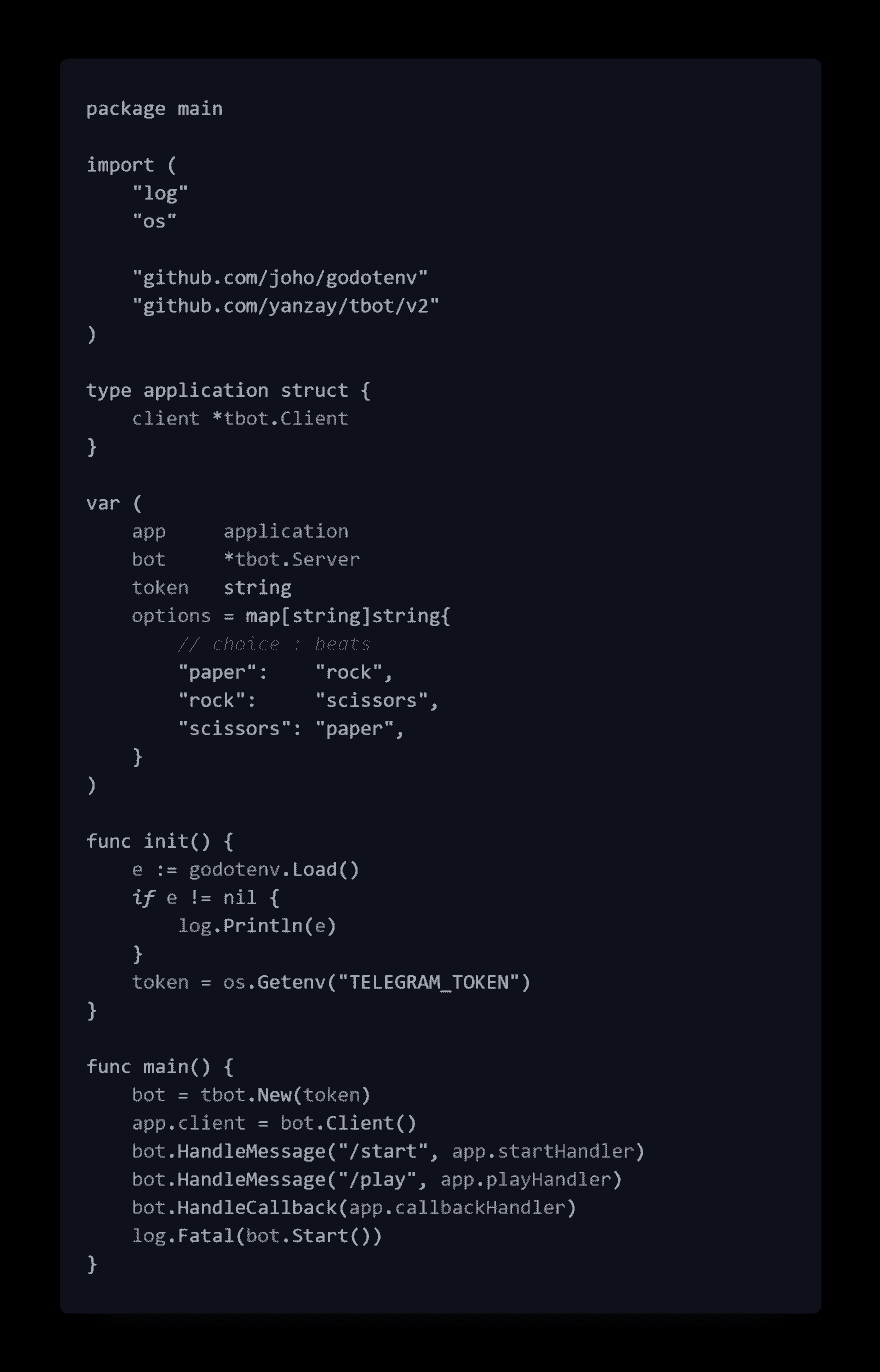 package main

import (
    "log"
    "os"

    "github.com/joho/godotenv"
    "github.com/yanzay/tbot/v2"
)

type application struct {
    client *tbot.Client
}

var (
    app     application
    bot     *tbot.Server
    token   string
    options = map[string]string{
        // choice : beats
        "paper":    "rock",
        "rock":     "scissors",
        "scissors": "paper",
    }
)

func init() {
    e := godotenv.Load()
    if e != nil {
        log.Println(e)
    }
    token = os.Getenv("TELEGRAM_TOKEN")
}

func main() {
    bot = tbot.New(token)
    app.client = bot.Client()
    bot.HandleMessage("/start", app.startHandler)
    bot.HandleMessage("/play", app.playHandler)
    bot.HandleCallback(app.callbackHandler)
    log.Fatal(bot.Start())
}